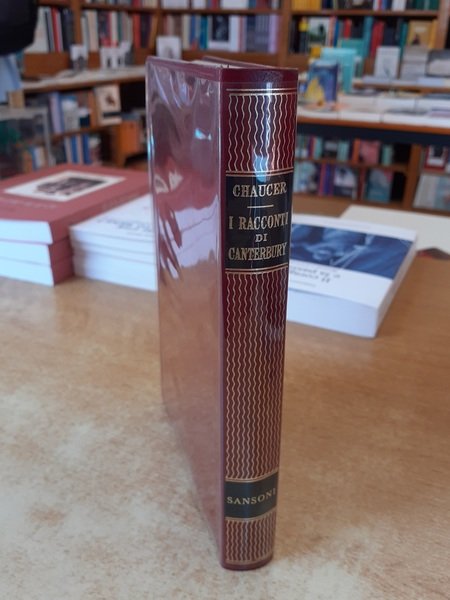 CHAUCER
I RACCONTI
DI
CANTERBURY
SANSONI